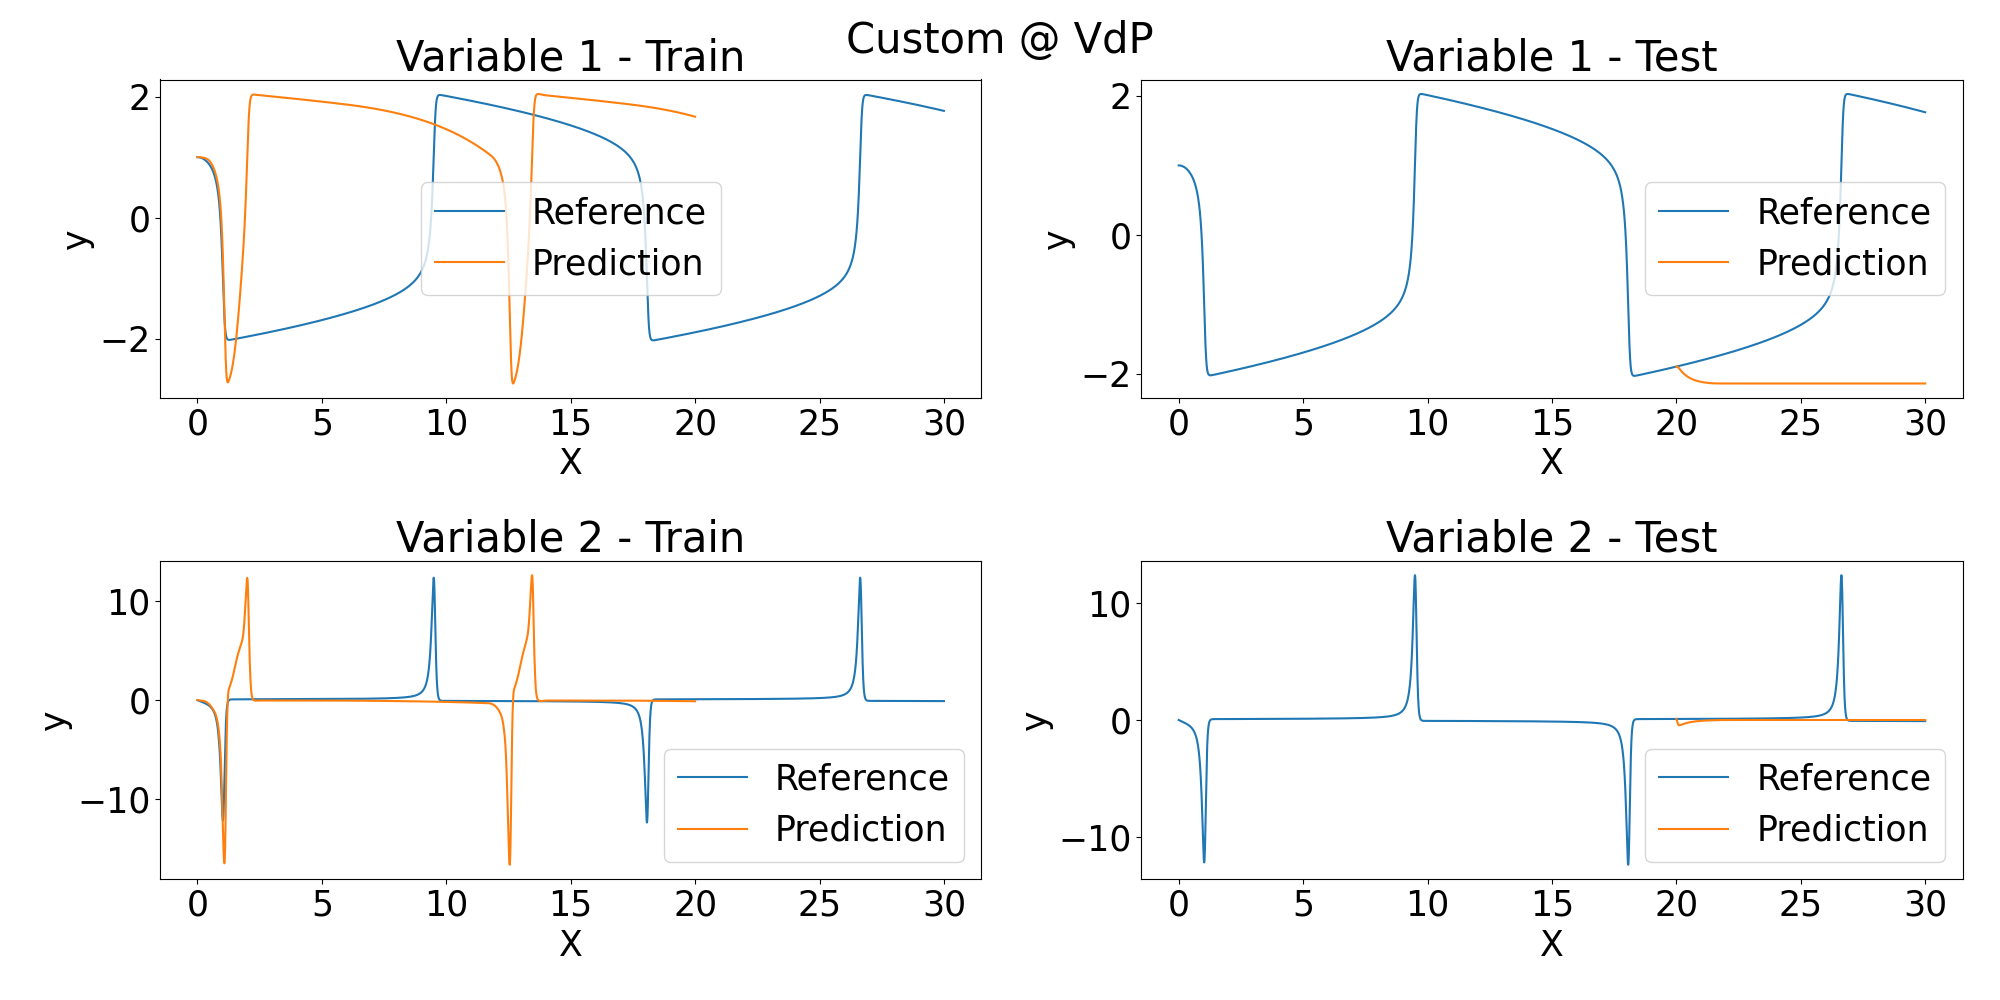 Custom @ VdP
Variable 1 - Train
2
0
−2
y
Reference
Prediction
0 5 10 15 20 25 30
X
Variable 1 - Test
2
0
−2
y
Reference
Prediction
0 5 10 15 20 25 30
X
Variable 2 - Train
10
0
−10
y
Reference
Prediction
0 5 10 15 20 25 30
X
Variable 2 - Test
10
0
−10
y
Reference
Prediction
0 5 10 15 20 25 30
X